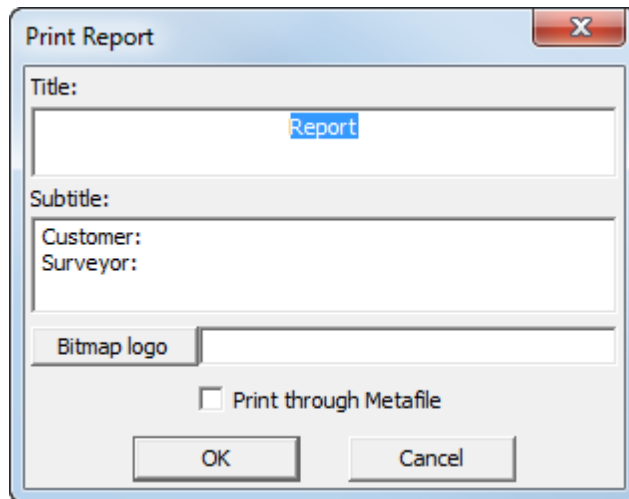 Print Report
Title:
Report
Subtitle:
Customer:
Surveyor:
Bitmap logo
Print through Metafile
OK
Cancel